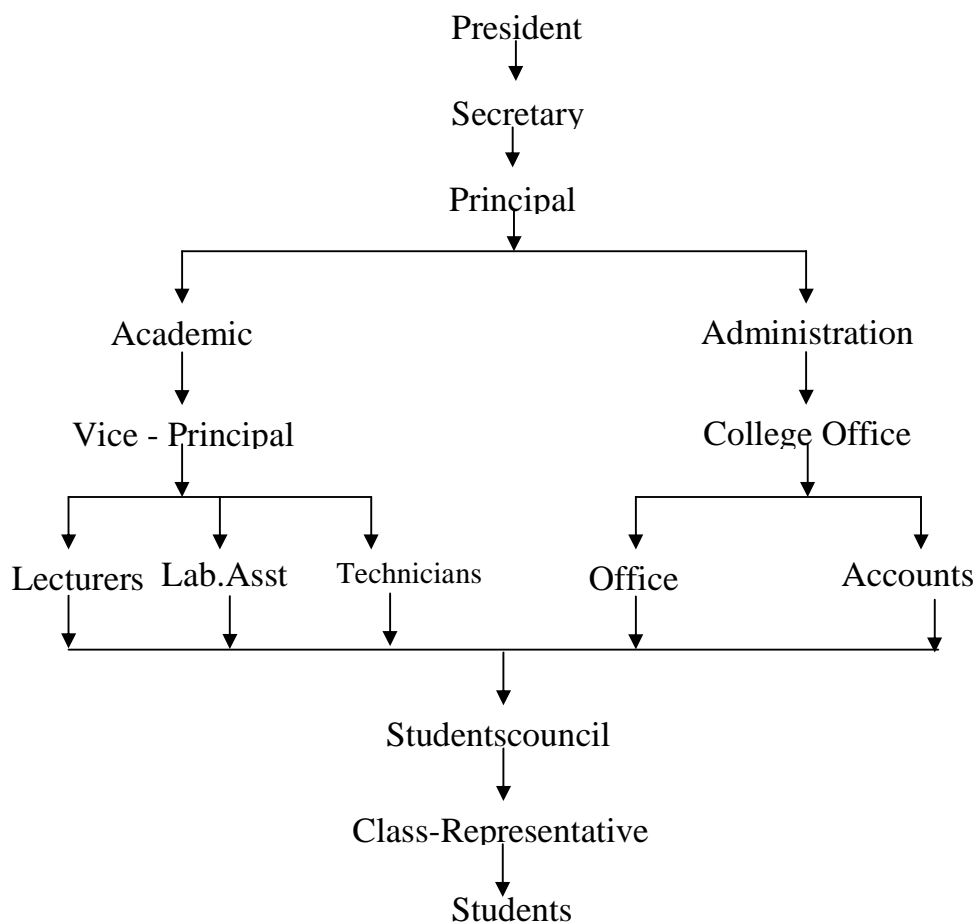 President
Secretary
Principal
Academic Administration
Vice - Principal College Office
Lecturers Lab.Asst Technicians Office Accounts
Studentscouncil
Class-Representative
Students